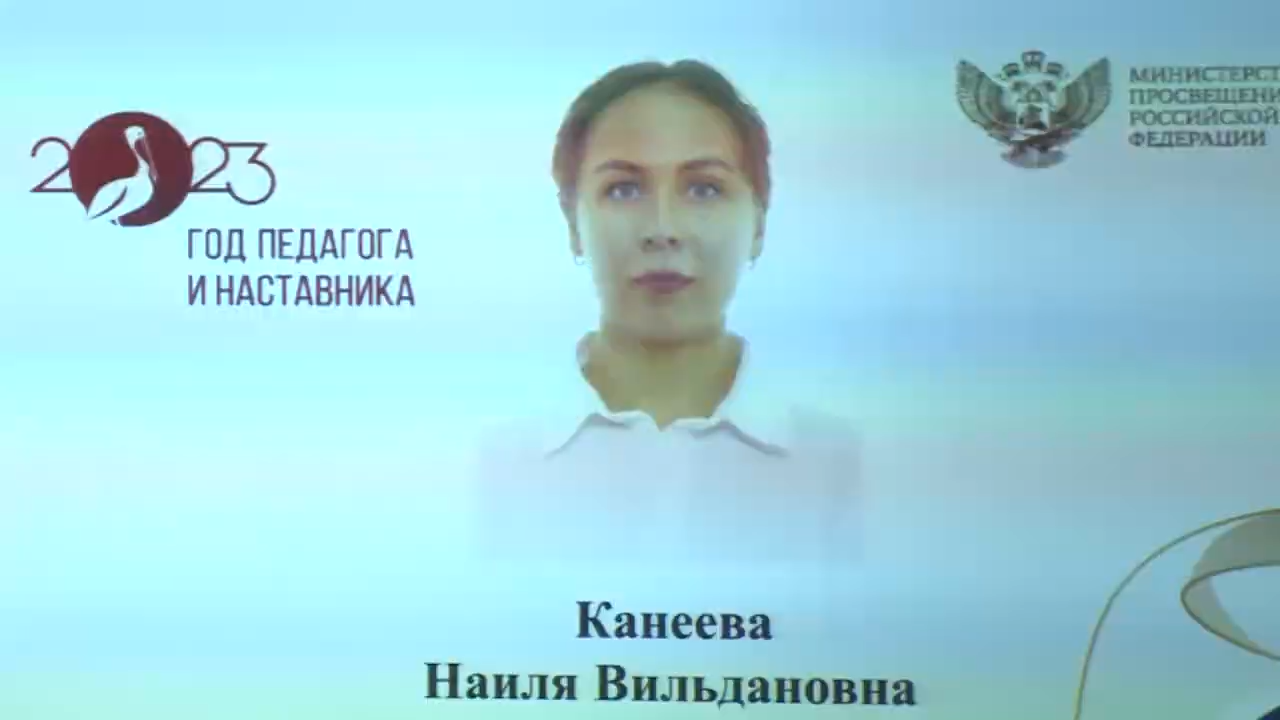 2023
ГОД ПЕДАГОГА
И НАСТАВНИКА
МИНИСТЕРСТ
ПРОСВЕЩЕНИ
РОССИЙСКОЙ
ФЕДЕРАЦИИ
Канеева
Наиля Вильдановна